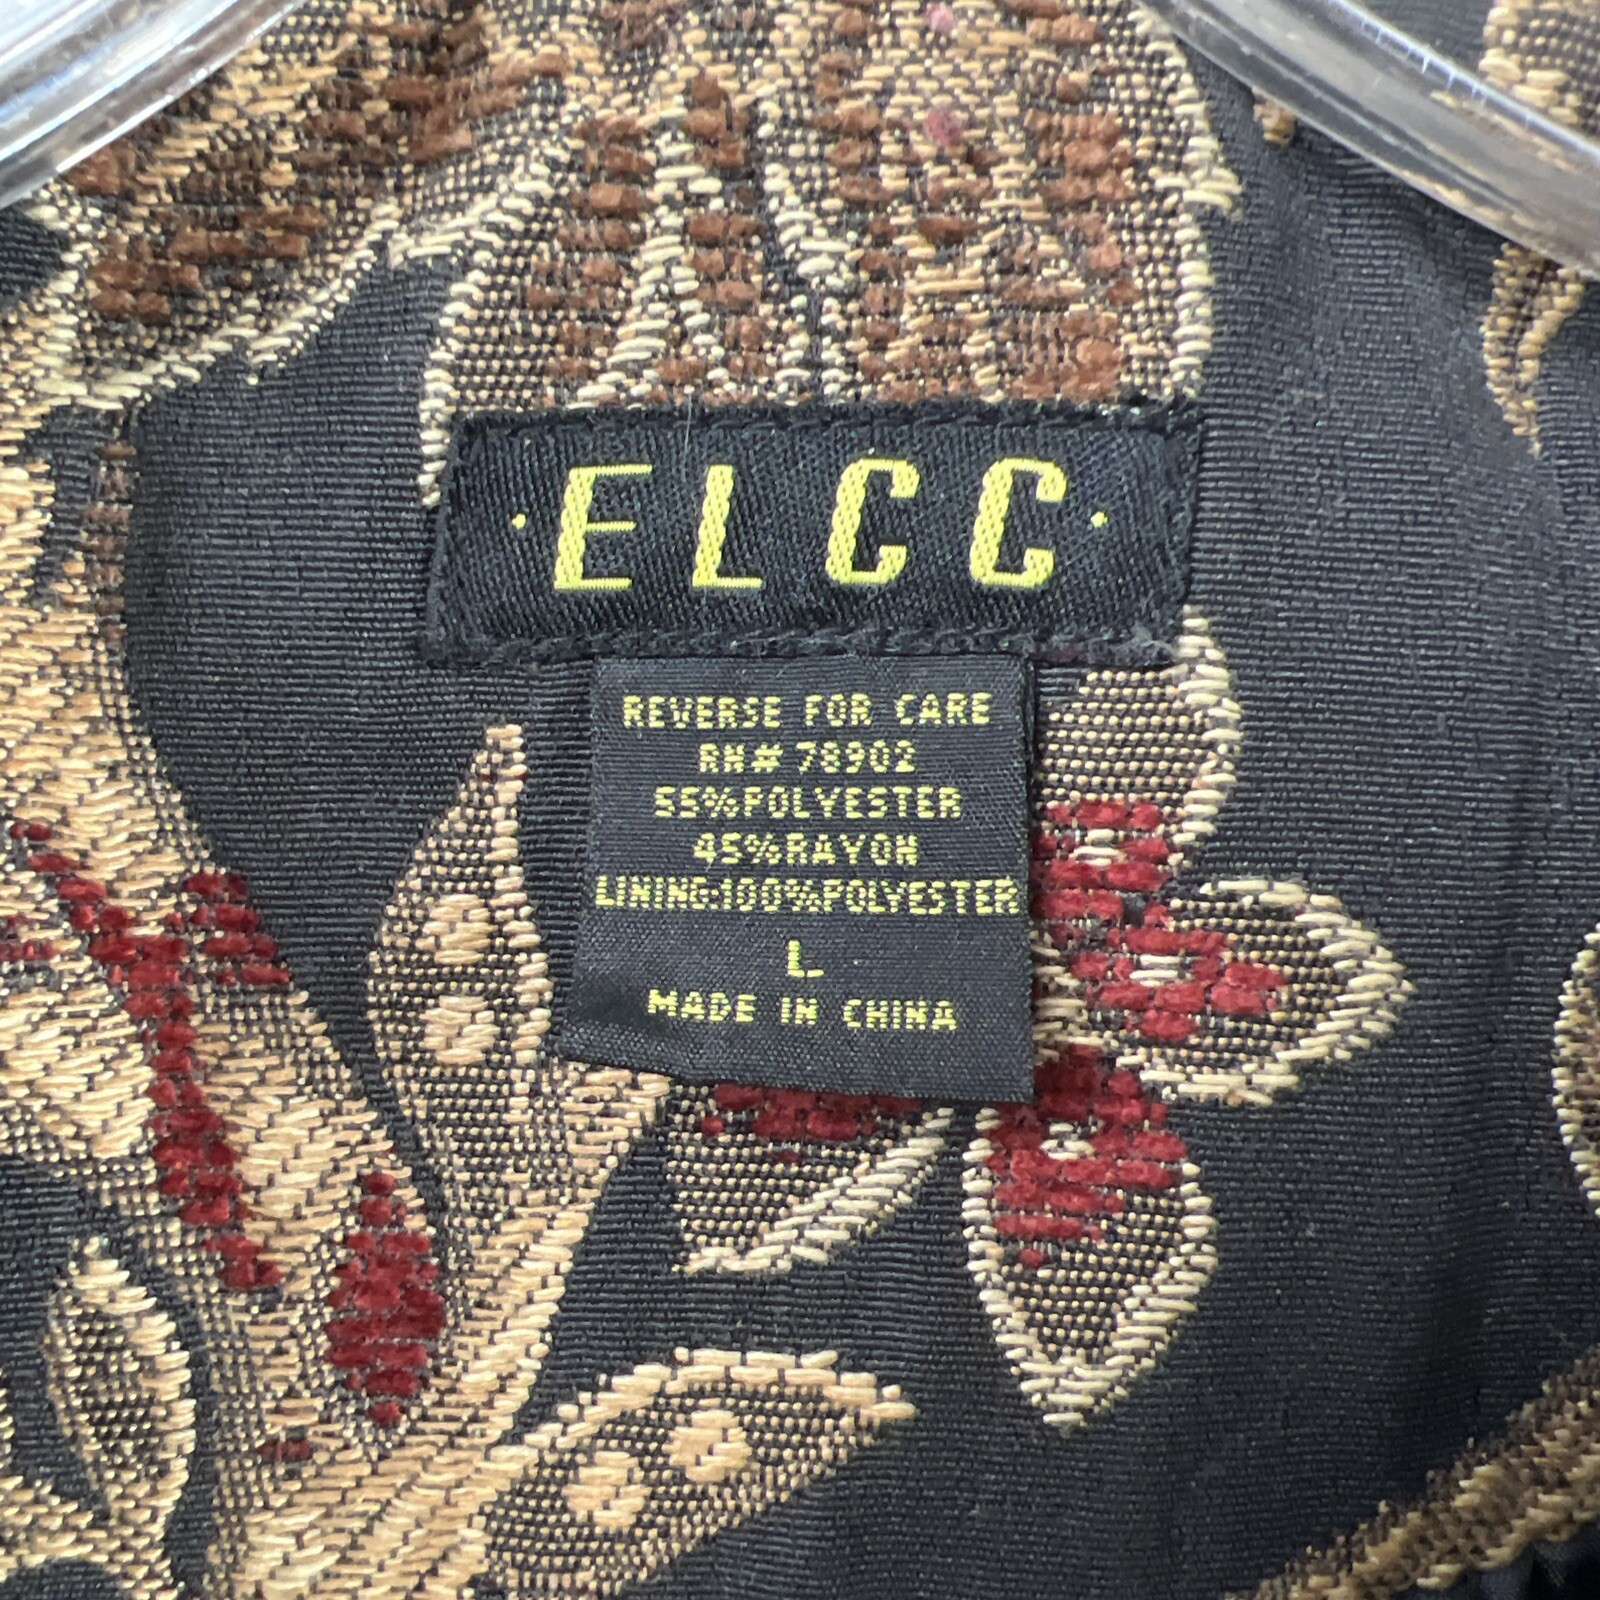 ·ELCC·
REVERSE FOR CARE
RN# 78902
55%POLYESTER
45%RAYON
LINING:100%POLYESTER
L
MADE IN CHINA